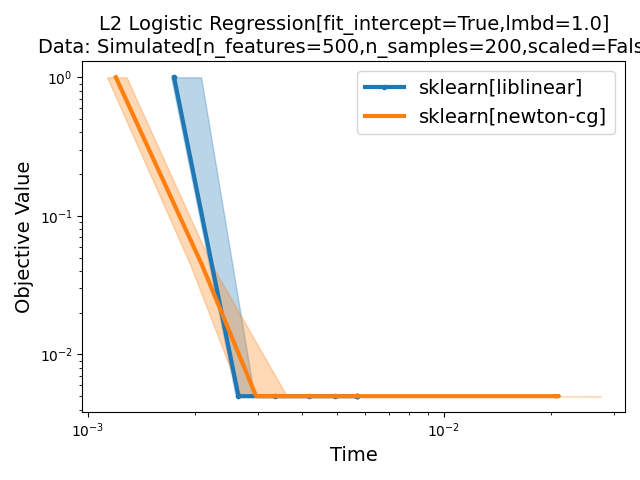 L2 Logistic Regression[fit_intercept=True,lmbd=1.0]
Data: Simulated[n_features=500,n_samples=200,scaled=Fals
sklearn[liblinear]
sklearn[newton-cg]
Objective Value
10⁰
10⁻¹
10⁻²
10⁻³
10⁻²
Time